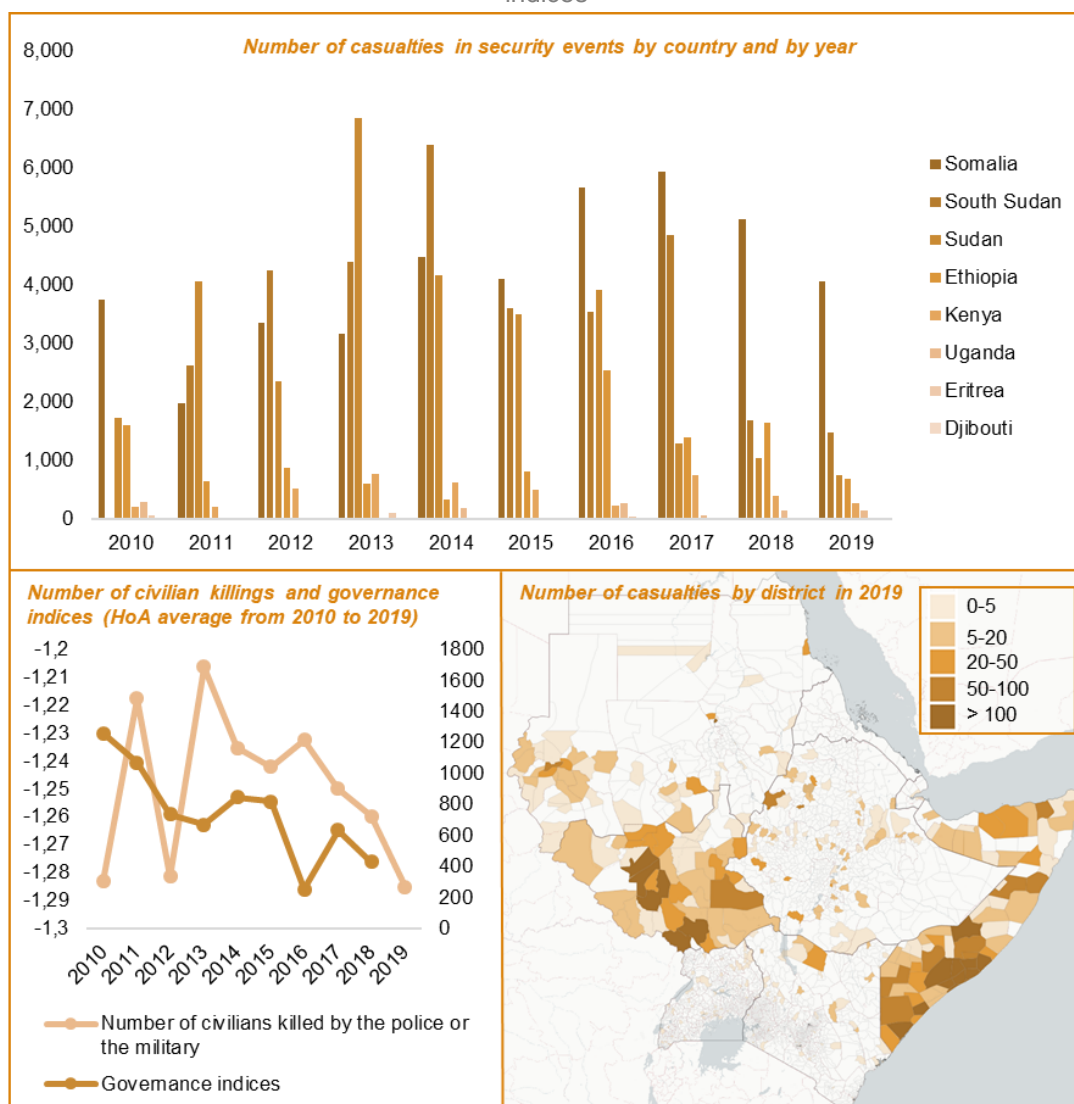 indices
Number of casualties in security events by country and by year
8,000
7,000
6,000
5,000
4,000
3,000
2,000
1,000
0
2010 2011 2012 2013 2014 2015 2016 2017 2018 2019
Somalia
South Sudan
Sudan
Ethiopia
Kenya
Uganda
Eritrea
Djibouti
Number of civilian killings and governance
indices (HoA average from 2010 to 2019)
-1,2
-1,21
-1,22
-1,23
-1,24
-1,25
-1,26
-1,27
-1,28
-1,29
-1,3
1800
1600
1400
1200
1000
800
600
400
200
0
2010 2011 2012 2013 2014 2015 2016 2017 2018 2019
Number of civilians killed by the police or
the military
Governance indices
Number of casualties by district in 2019
0-5
5-20
20-50
50-100
> 100